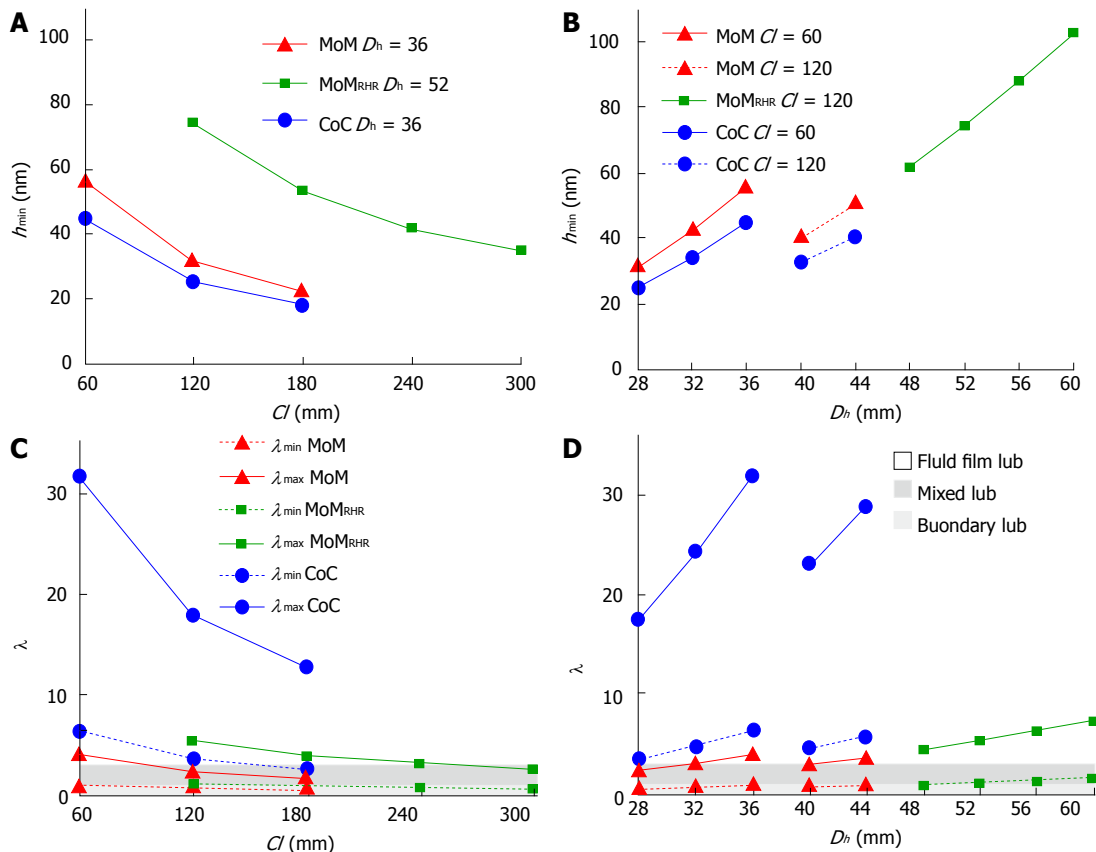 A
100
80
60
40
20
0
hmin (nm)
60 120 180 240 300
Cl (mm)
MoM Dh = 36
MoMRHR Dh = 52
CoC Dh = 36
B
100
80
60
40
20
0
hmin (nm)
28 32 36 40 44 48 52 56 60
Dh (mm)
MoM Cl = 60
MoM Cl = 120
MoMRHR Cl = 120
CoC Cl = 60
CoC Cl = 120
C
30
20
10
0
λ
60 120 180 240 300
Cl (mm)
λmin MoM
λmax MoM
λmin MoMRHR
λmax MoMRHR
λmin CoC
λmax CoC
D
30
20
10
0
λ
28 32 36 40 44 48 52 56 60
Dh (mm)
Fluld film lub
Mixed lub
Buondary lub